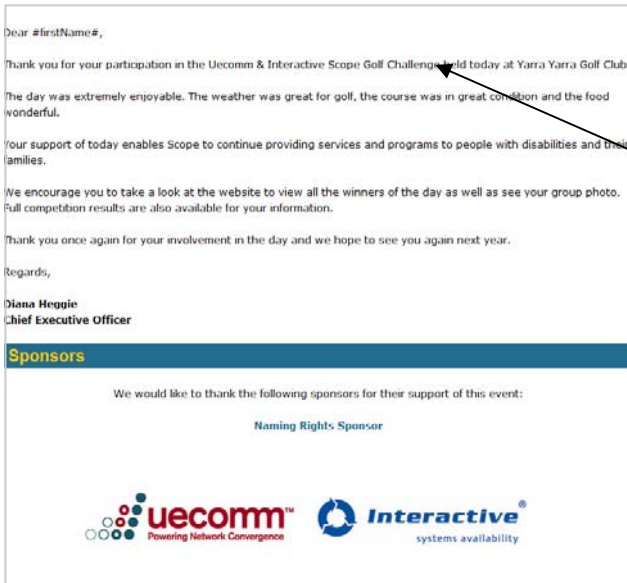 Dear #firstName#,
Thank you for your participation in the Uecomm & Interactive Scope Golf Challenge held today at Yarra Yarra Golf Club
The day was extremely enjoyable. The weather was great for golf, the course was in great condition and the food
wonderful.
Your support of today enables Scope to continue providing services and programs to people with disabilities and their
families.
We encourage you to take a look at the website to view all the winners of the day as well as see your group photo.
Full competition results are also available for your information.
Thank you once again for your involvement in the day and we hope to see you again next year.
Regards,
Diana Heggie
Chief Executive Officer
Sponsors
We would like to thank the following sponsors for their support of this event:
Naming Rights Sponsor
uecomm™
Powering Network Convergence
Interactive®
systems availability